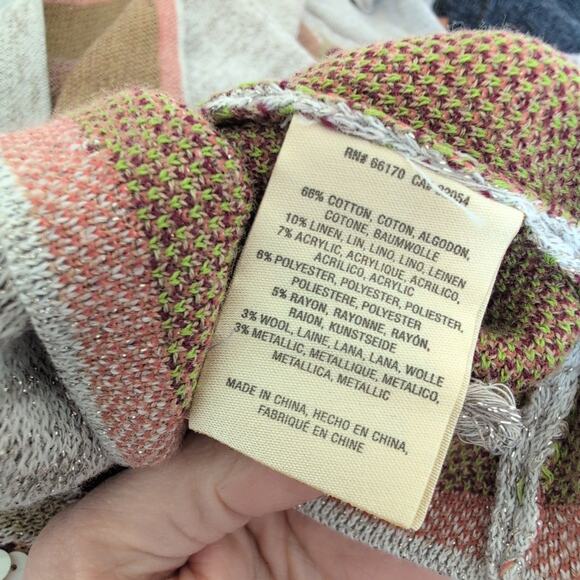 RN# 66170 CA# 32054
66% COTTON, COTON, ALGODON,
COTONE, BAUMWOLLE
10% LINEN, LIN, LINO, LINO, LEINEN
7% ACRYLIC, ACRYLIQUE, ACRILICO,
ACRILICO, ACRYLIC
6% POLYESTER, POLYESTER, POLIESTER,
POLIESTERE, POLYESTER
5% RAYON, RAYONNE, RAYÓN,
RAION, KUNSTSEIDE
3% WOOL, LAINE, LANA, LANA, WOLLE
3% METALLIC, METALLIQUE, METALICO,
METALLICA, METALLIC
MADE IN CHINA, HECHO EN CHINA,
FABRIQUÉ EN CHINE